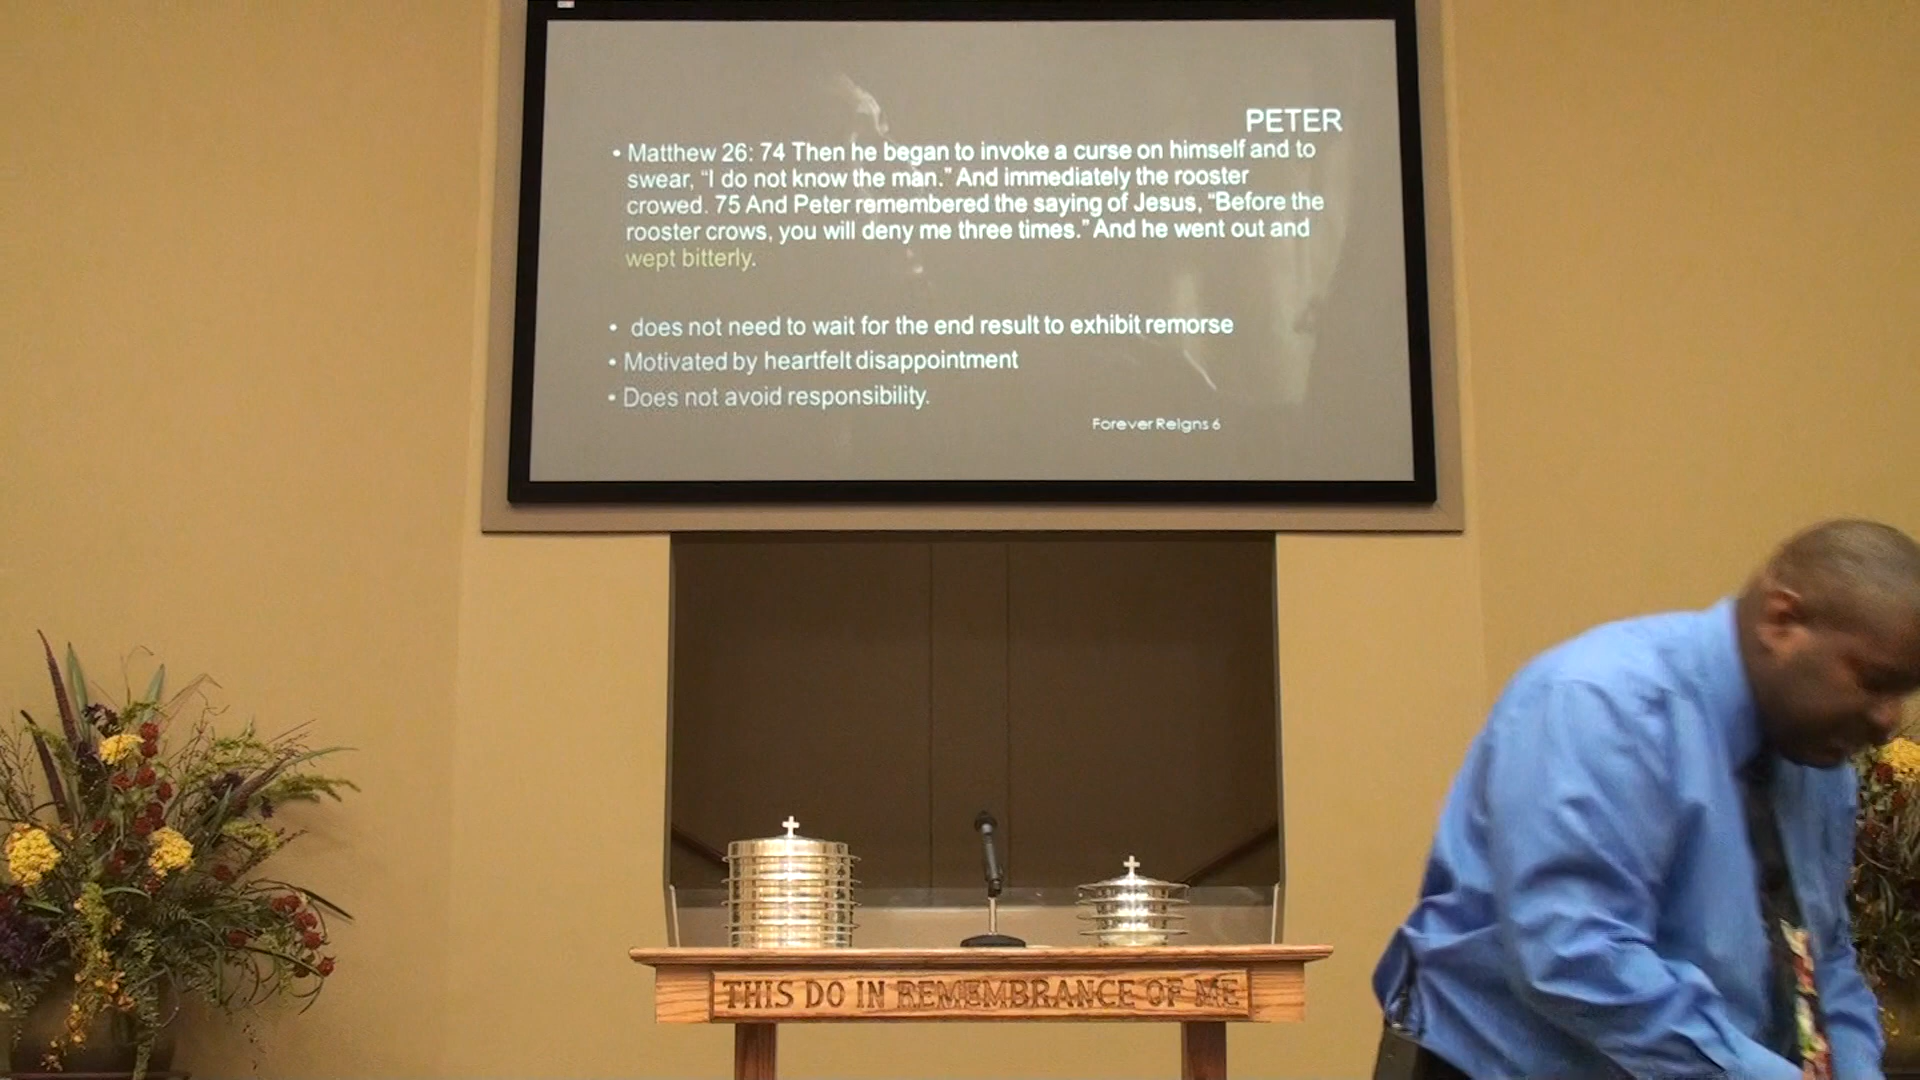 PETER
• Matthew 26: 74 Then he began to invoke a curse on himself and to
swear, “I do not know the man.” And immediately the rooster
crowed. 75 And Peter remembered the saying of Jesus, “Before the
rooster crows, you will deny me three times.” And he went out and
wept bitterly.
• does not need to wait for the end result to exhibit remorse
• Motivated by heartfelt disappointment
• Does not avoid responsibility.
Forever Reigns 6
THIS DO IN REMEMBRANCE OF ME